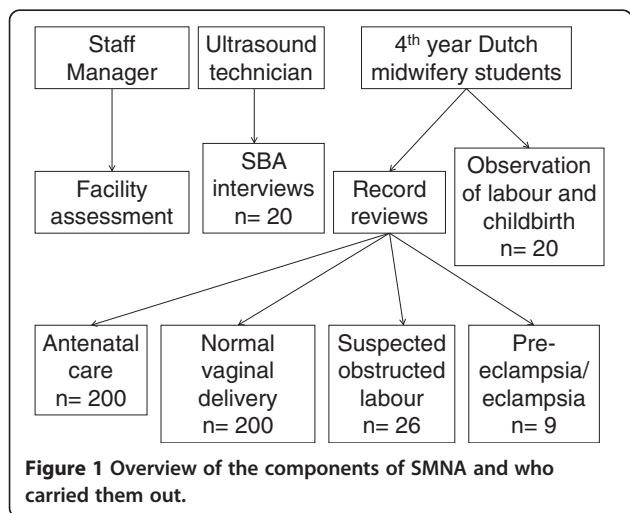 Staff
Manager
Ultrasound
technician
4th year Dutch
midwifery students
Facility
assessment
SBA
interviews
n= 20
Record
reviews
Observation
of labour and
childbirth
n= 20
Antenatal
care
n= 200
Normal
vaginal
delivery
n= 200
Suspected
obstructed
labour
n= 26
Pre-
eclampsia/
eclampsia
n= 9
Figure 1 Overview of the components of SMNA and who
carried them out.